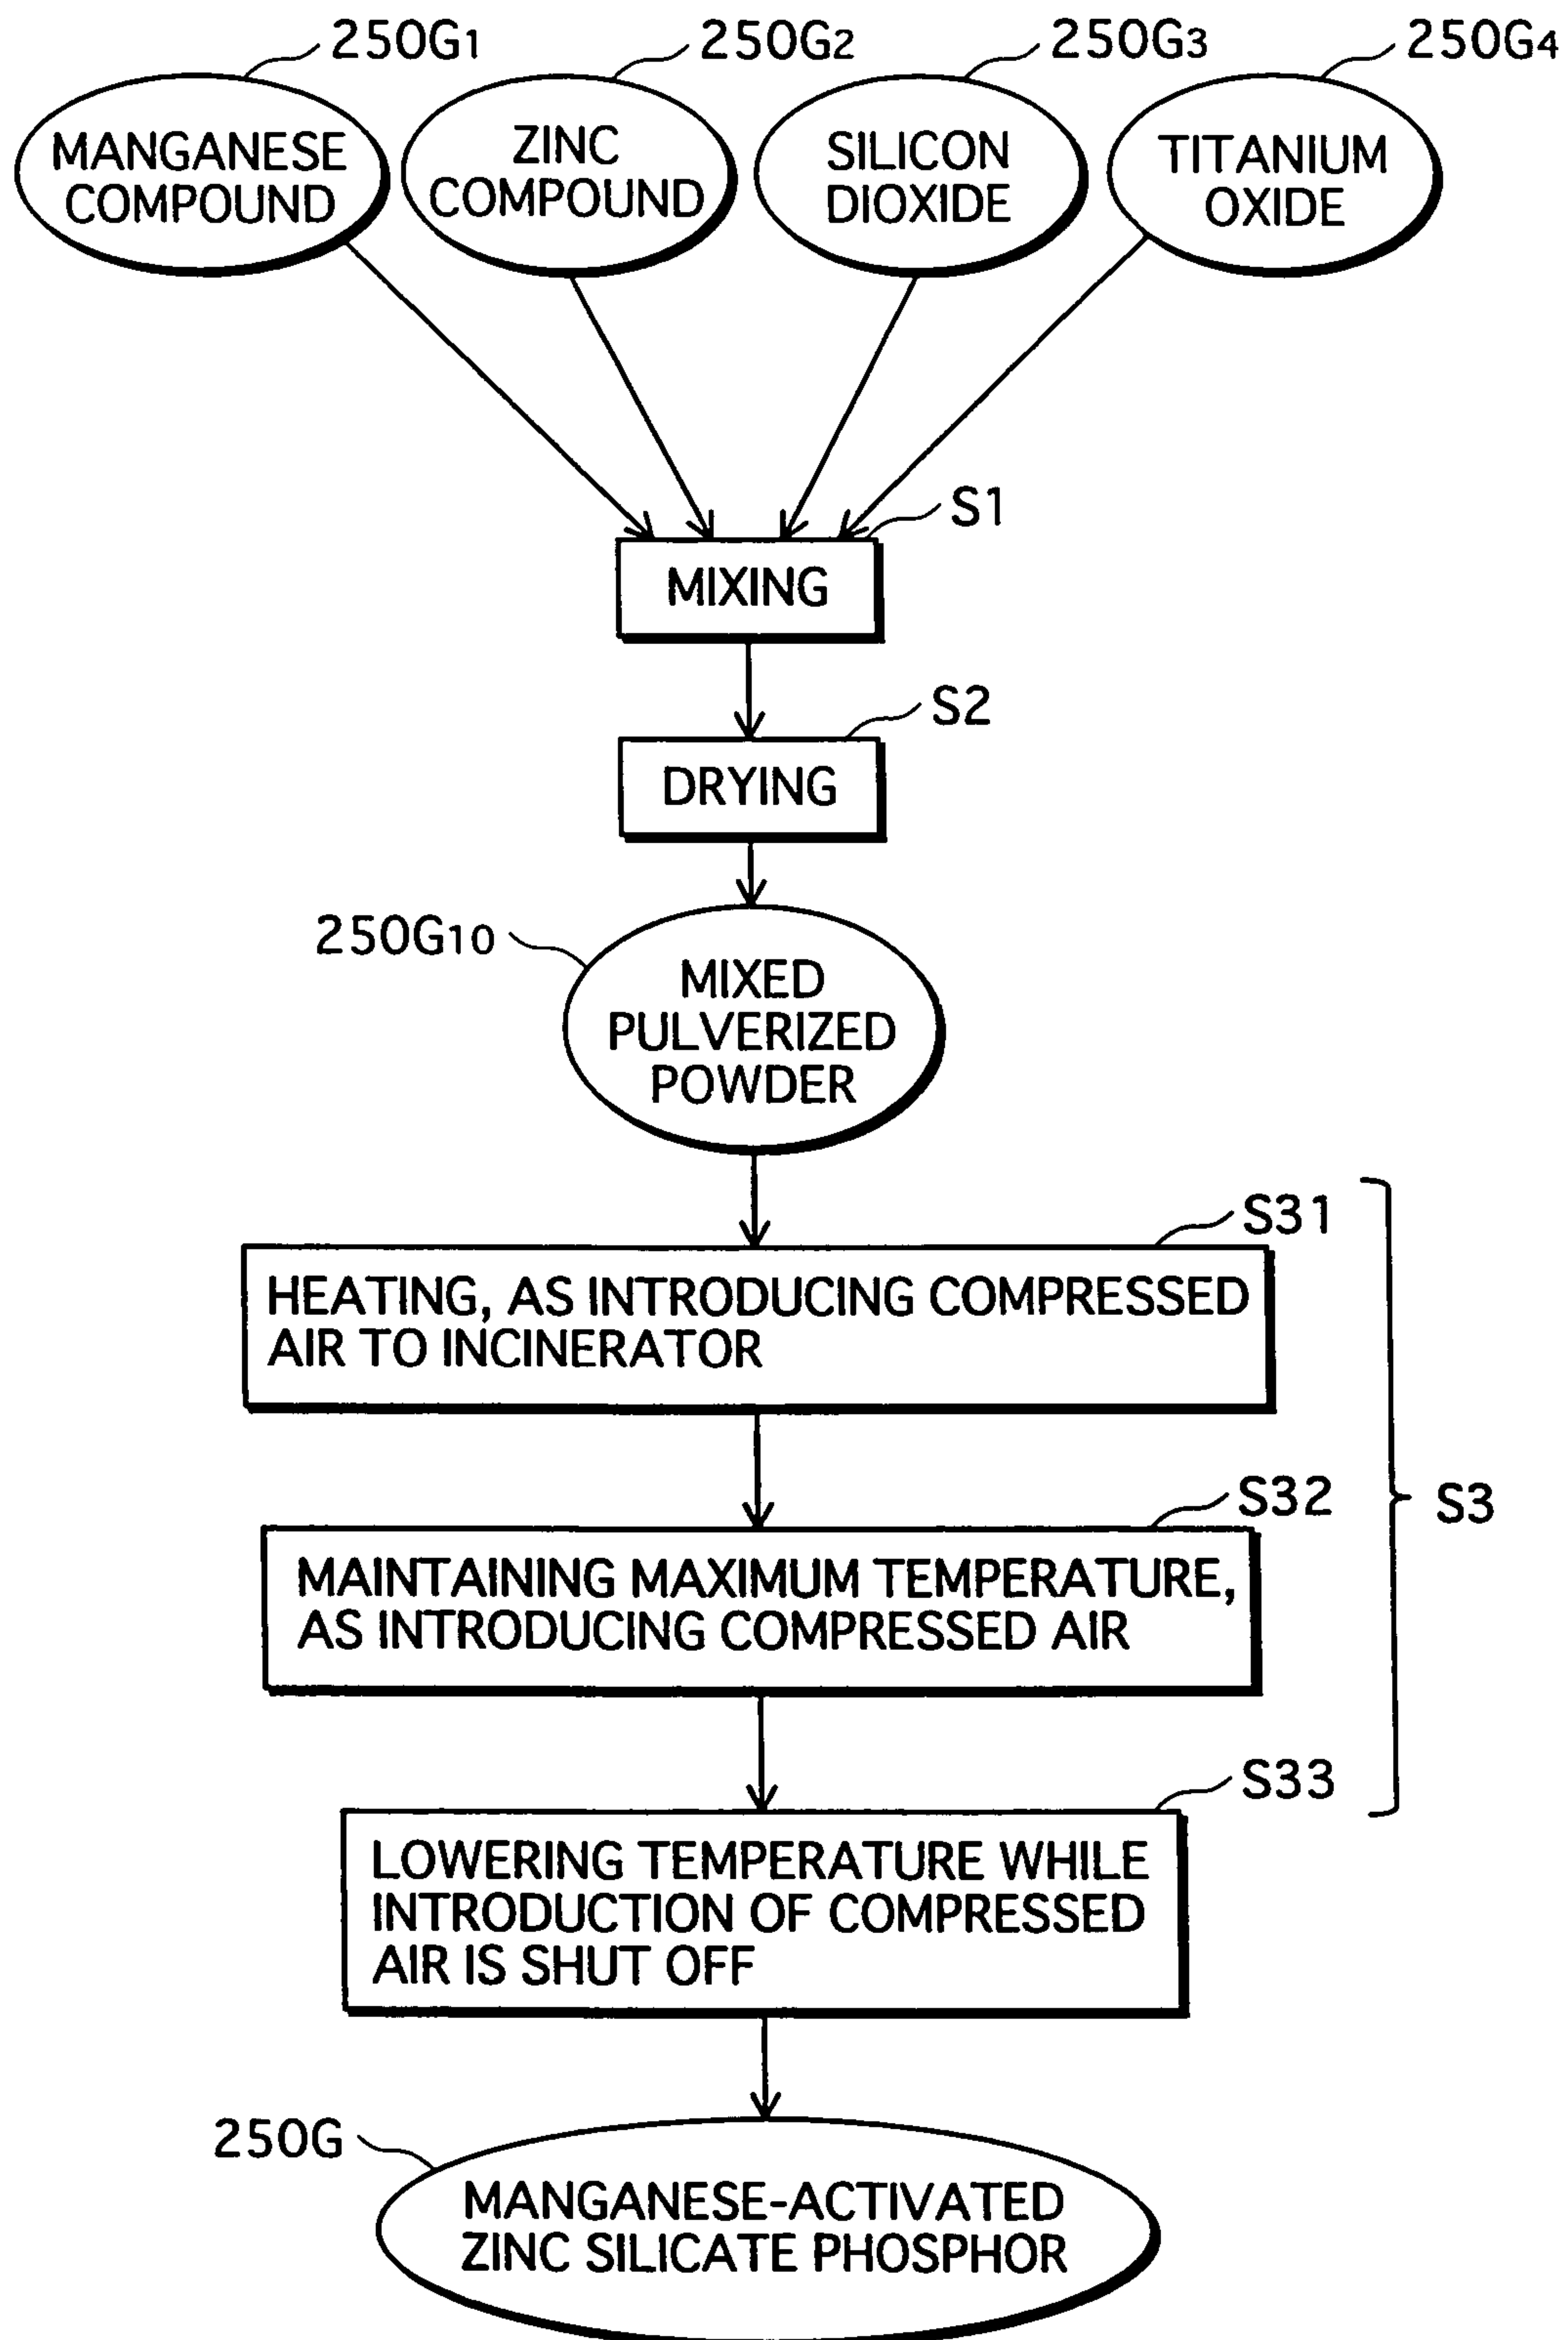 250G1
250G2
250G3
250G4
MANGANESE
COMPOUND
ZINC
COMPOUND
SILICON
DIOXIDE
TITANIUM
OXIDE
S1
MIXING
S2
DRYING
250G10
MIXED
PULVERIZED
POWDER
S31
HEATING, AS INTRODUCING COMPRESSED
AIR TO INCINERATOR
S32
S3
MAINTAINING MAXIMUM TEMPERATURE,
AS INTRODUCING COMPRESSED AIR
S33
LOWERING TEMPERATURE WHILE
INTRODUCTION OF COMPRESSED
AIR IS SHUT OFF
250G
MANGANESE-ACTIVATED
ZINC SILICATE PHOSPHOR